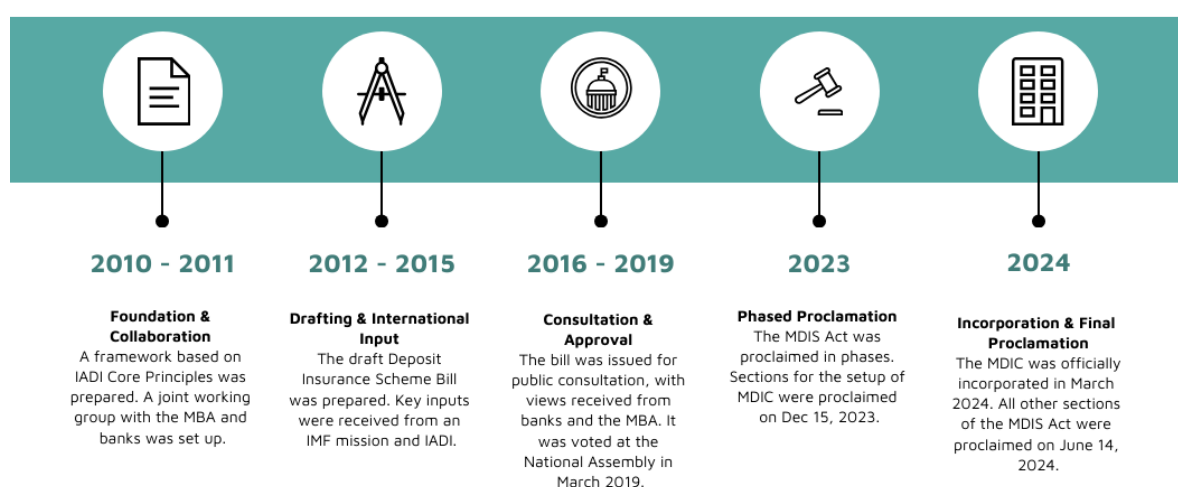 2010 - 2011
Foundation &
Collaboration
A framework based on
IADI Core Principles was
prepared. A joint working
group with the MBA and
banks was set up.
2012 - 2015
Drafting & International
Input
The draft Deposit
Insurance Scheme Bill
was prepared. Key inputs
were received from an
IMF mission and IADI.
2016 - 2019
Consultation &
Approval
The bill was issued for
public consultation, with
views received from
banks and the MBA. It
was voted at the
National Assembly in
March 2019.
2023
Phased Proclamation
The MDIS Act was
proclaimed in phases.
Sections for the setup of
MDIC were proclaimed
on Dec 15, 2023.
2024
Incorporation & Final
Proclamation
The MDIC was officially
incorporated in March
2024. All other sections
of the MDIS Act were
proclaimed on June 14,
2024.